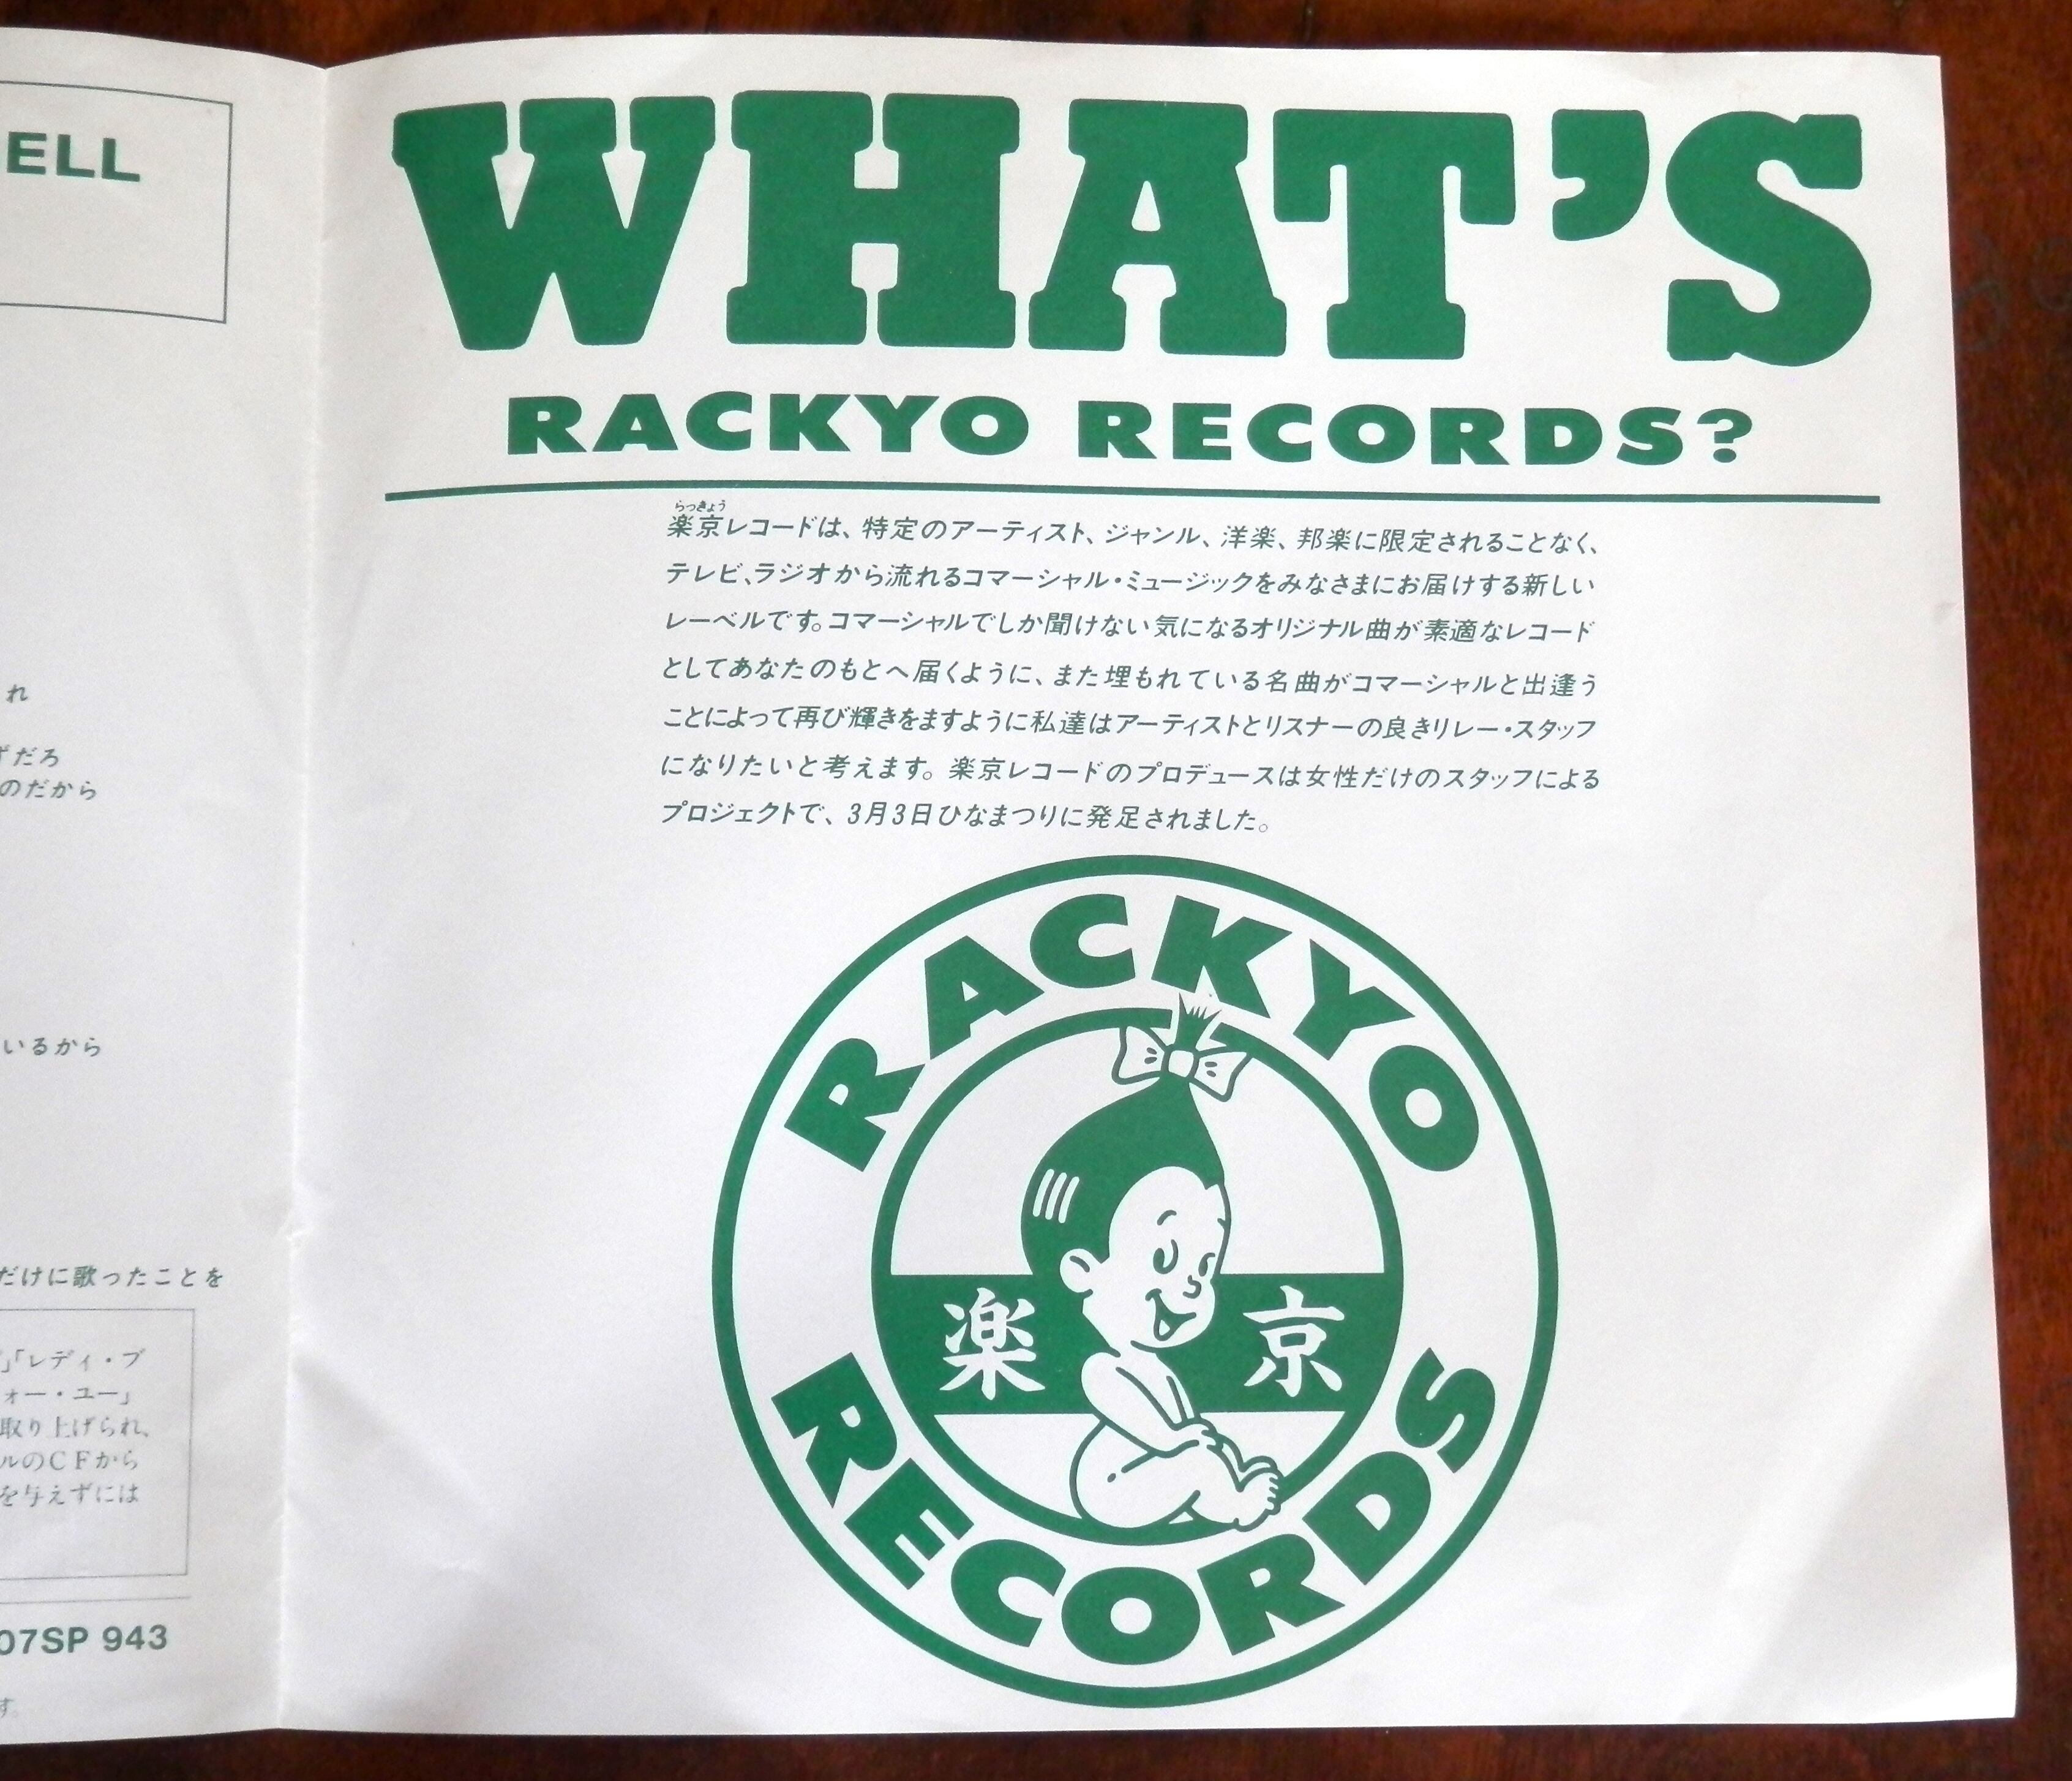 ELL
れ
だろ
のだから
いるから
だけに歌ったことを
」「レディ・ブ
ォー・ユー」
取り上げられ、
ルのCFから
を与えずには
07SP 943
す。
WHAT'S
RACKYO RECORDS?
らっきょう
楽京レコードは、特定のアーティスト、ジャンル、洋楽、邦楽に限定されることなく、
テレビ、ラジオから流れるコマーシャル・ミュージックをみなさまにお届けする新しい
レーベルです。コマーシャルでしか聞けない気になるオリジナル曲が素適なレコード
としてあなたのもとへ届くように、また埋もれている名曲がコマーシャルと出逢う
ことによって再び輝きをますように私達はアーティストとリスナーの良きリレー・スタッフ
になりたいと考えます。楽京レコードのプロデュースは女性だけのスタッフによる
プロジェクトで、3月3日ひなまつりに発足されました。
RACKYO
楽京
RECORDS